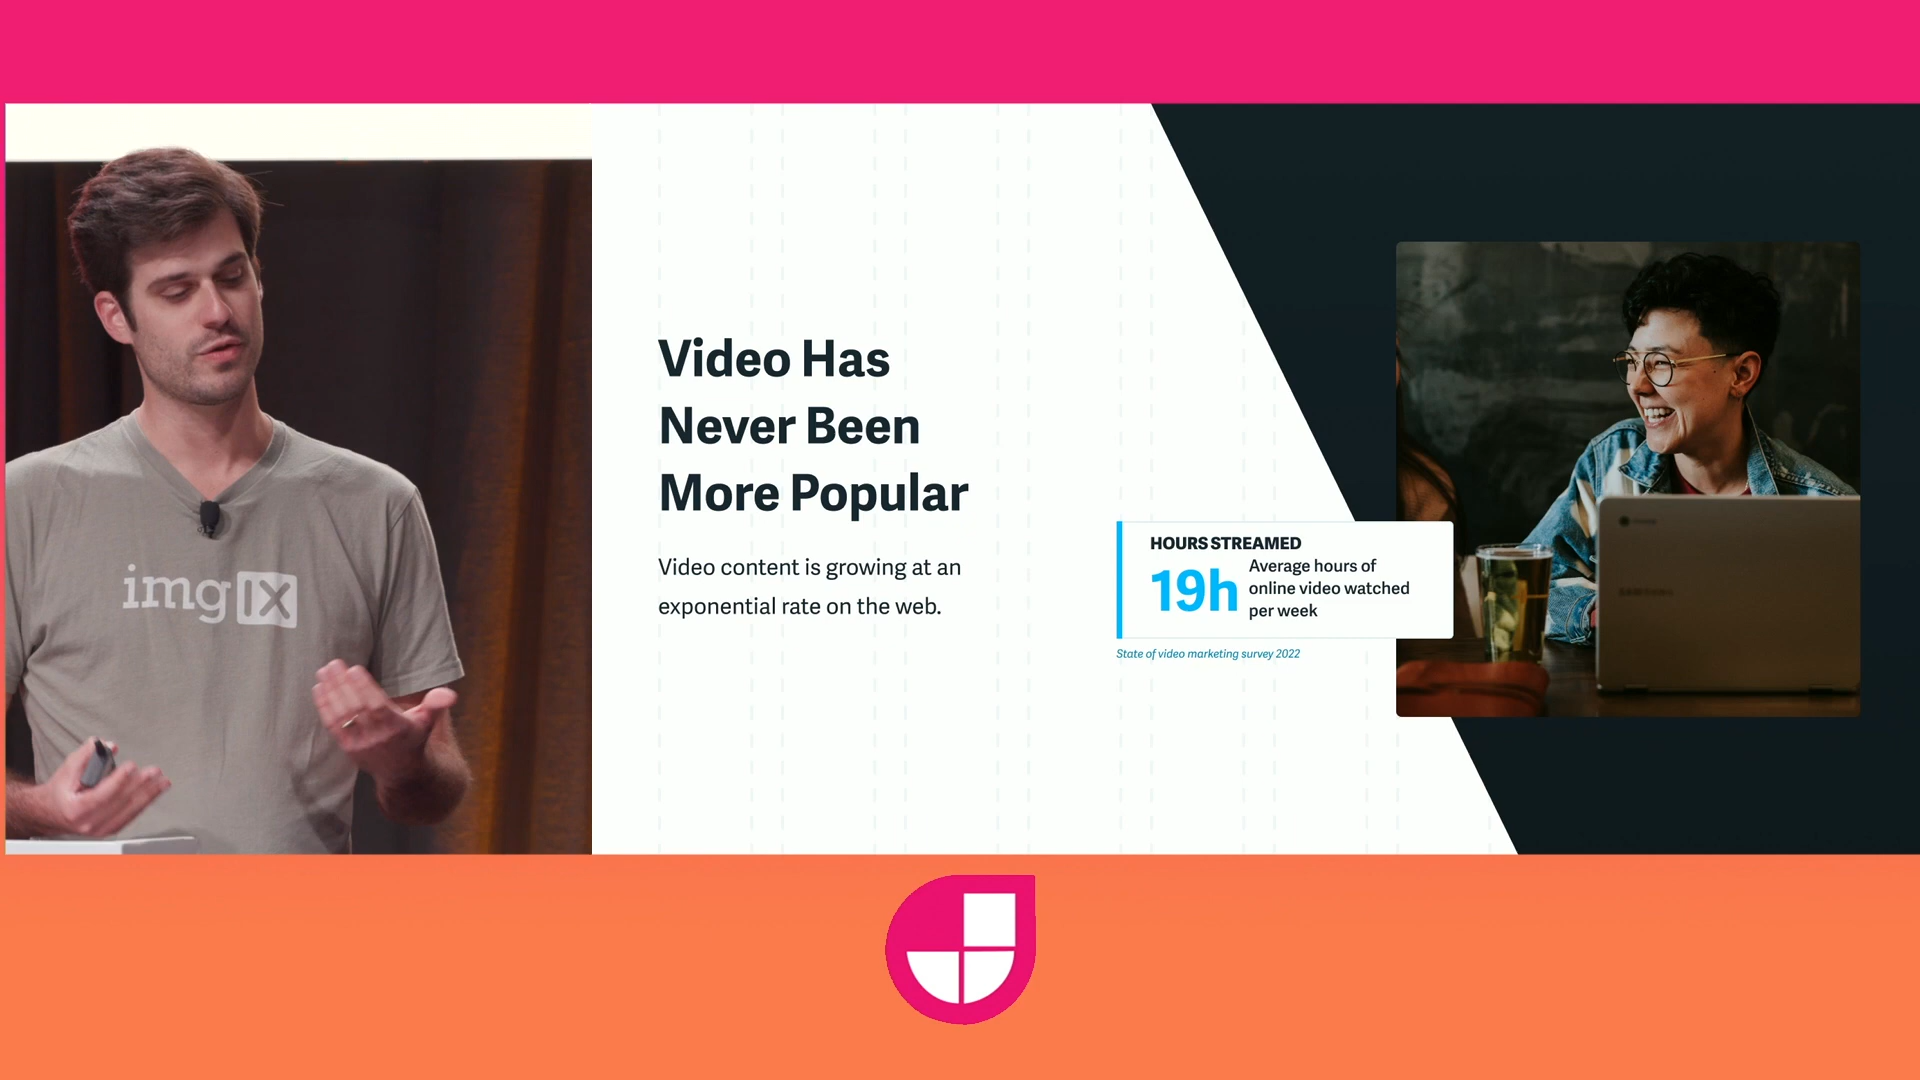 imgIX
Video Has
Never Been
More Popular
Video content is growing at an
exponential rate on the web.
HOURS STREAMED
19h
Average hours of
online video watched
per week
State of video marketing survey 2022